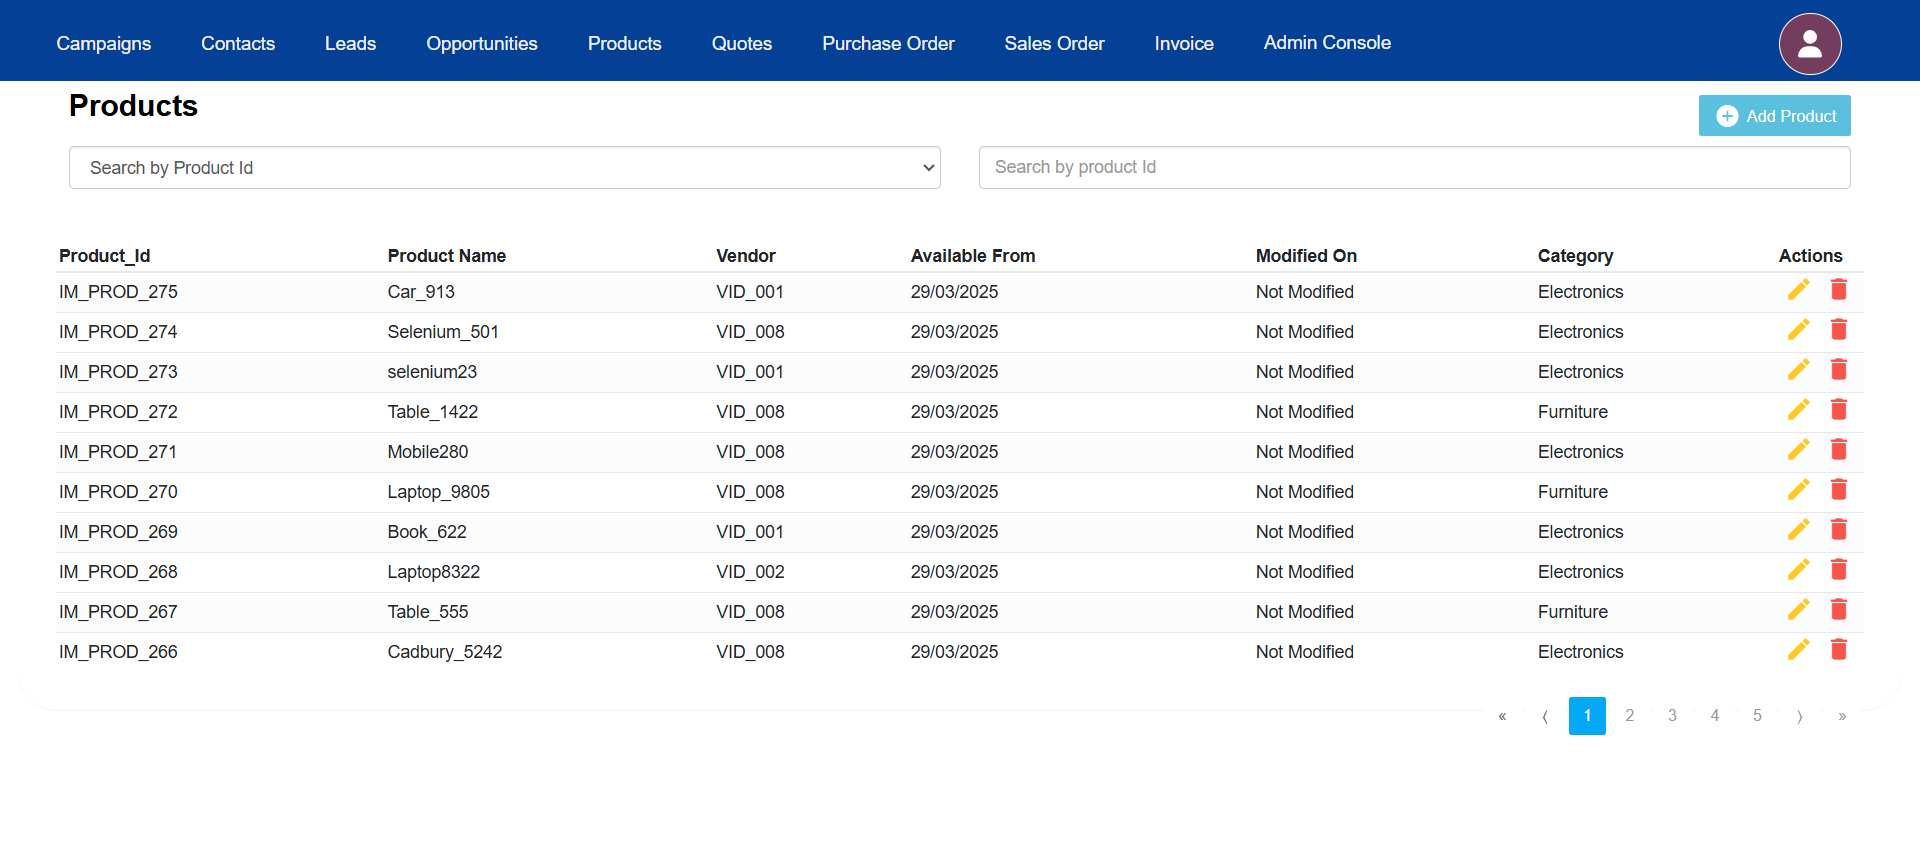 Campaigns Contacts Leads Opportunities Products Quotes Purchase Order Sales Order Invoice Admin Console
Products
Add Product
Search by Product Id Search by product Id
Product_Id Product Name Vendor Available From Modified On Category Actions
IM_PROD_275 Car_913 VID_001 29/03/2025 Not Modified Electronics
IM_PROD_274 Selenium_501 VID_008 29/03/2025 Not Modified Electronics
IM_PROD_273 selenium23 VID_001 29/03/2025 Not Modified Electronics
IM_PROD_272 Table_1422 VID_008 29/03/2025 Not Modified Furniture
IM_PROD_271 Mobile280 VID_008 29/03/2025 Not Modified Electronics
IM_PROD_270 Laptop_9805 VID_008 29/03/2025 Not Modified Furniture
IM_PROD_269 Book_622 VID_001 29/03/2025 Not Modified Electronics
IM_PROD_268 Laptop8322 VID_002 29/03/2025 Not Modified Electronics
IM_PROD_267 Table_555 VID_008 29/03/2025 Not Modified Furniture
IM_PROD_266 Cadbury_5242 VID_008 29/03/2025 Not Modified Electronics
« ⟨ 1 2 3 4 5 ⟩ »